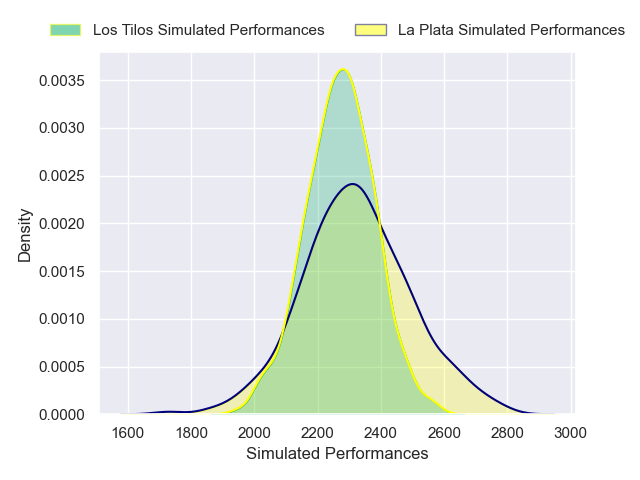 Los Tilos Simulated Performances
La Plata Simulated Performances
0.0035
0.0030
0.0025
0.0020
0.0015
0.0010
0.0005
0.0000
Density
1600 1800 2000 2200 2400 2600 2800 3000
Simulated Performances